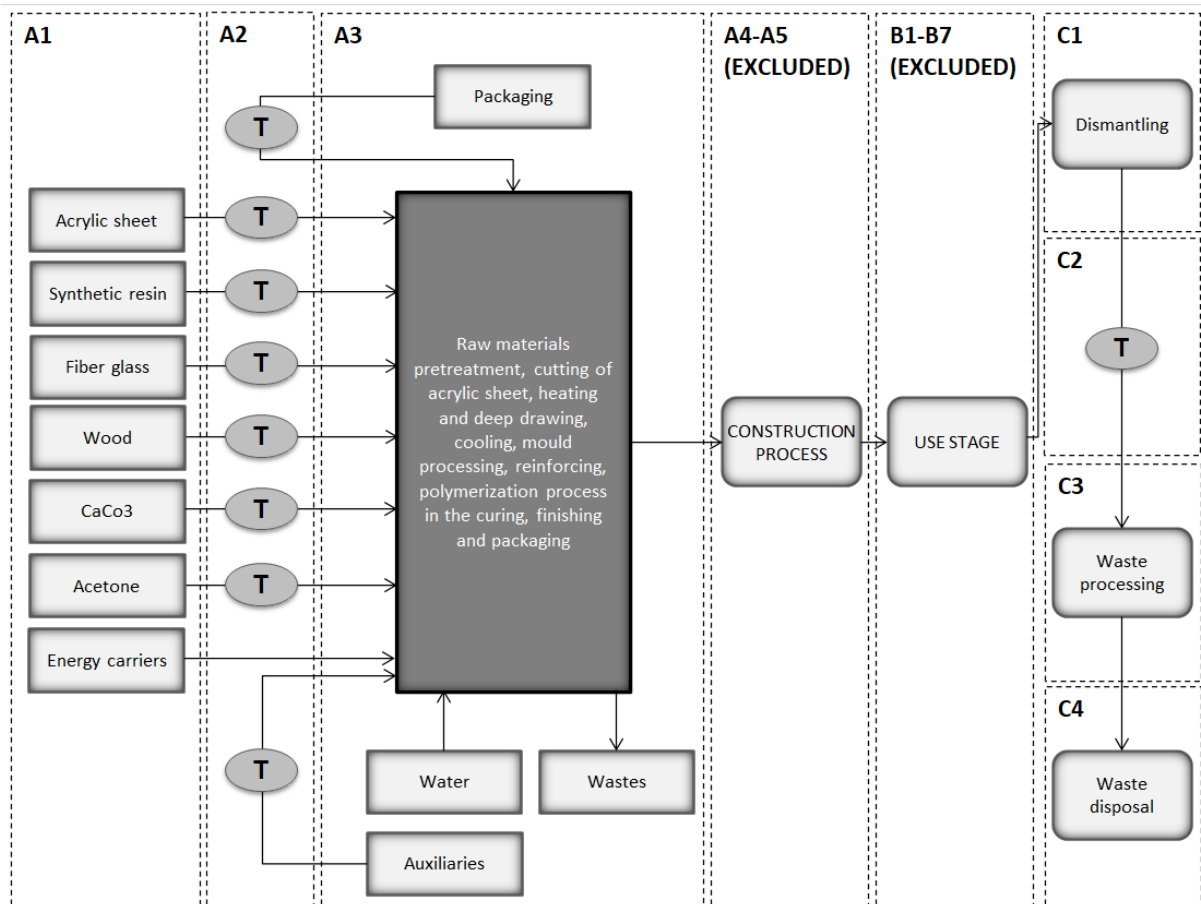 A1
A2
A3
A4-A5
(EXCLUDED)
B1-B7
(EXCLUDED)
C1
Packaging
T
Dismantling
Acrylic sheet
T
Synthetic resin
T
Fiber glass
T
Wood
T
CaCo3
T
Acetone
T
Energy carriers
Raw materials
pretreatment, cutting of
acrylic sheet, heating
and deep drawing,
cooling, mould
processing, reinforcing,
polymerization process
in the curing, finishing
and packaging
CONSTRUCTION
PROCESS
USE STAGE
C2
T
C3
Waste
processing
C4
Waste
disposal
T
Water
Wastes
Auxiliaries